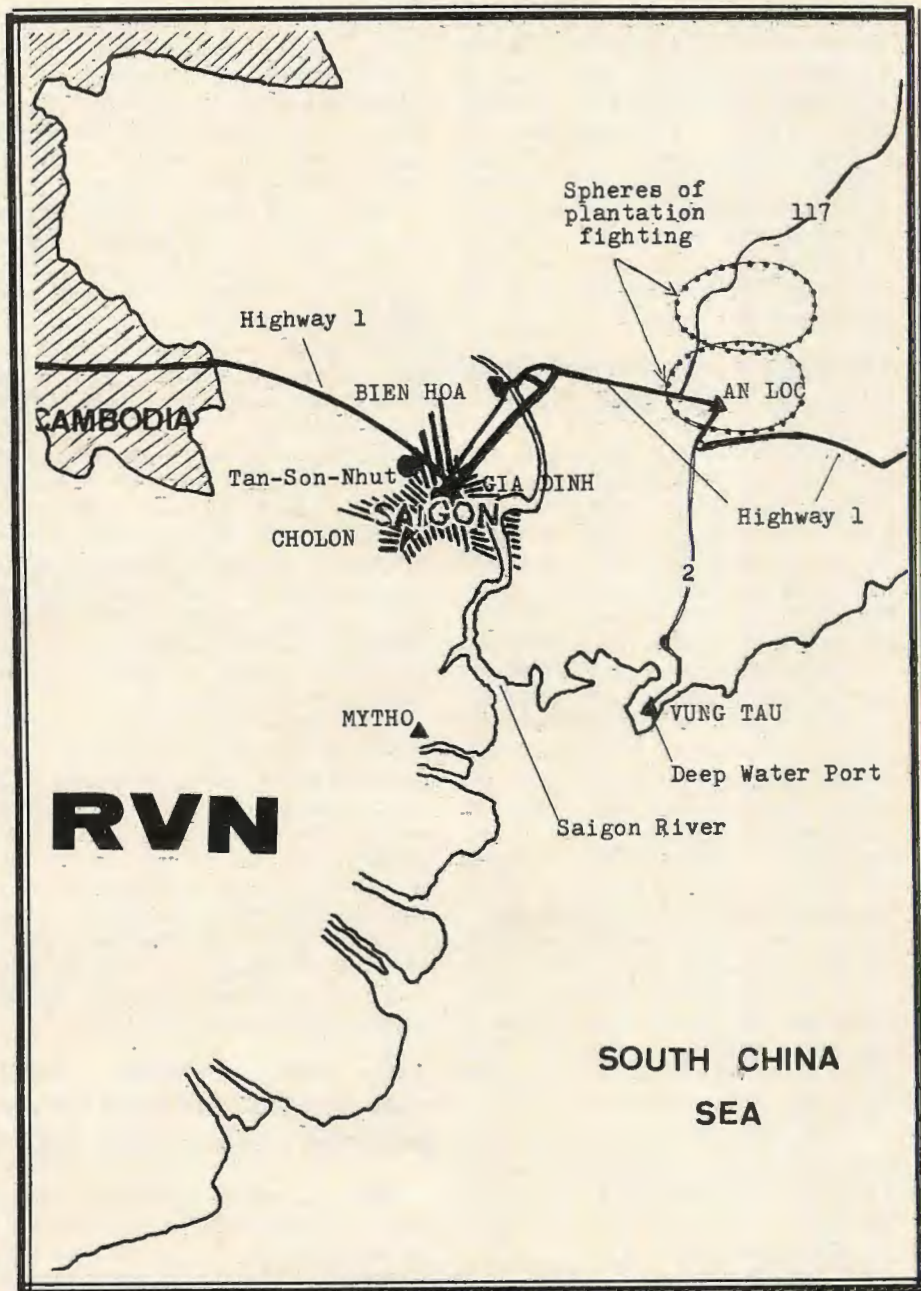 Spheres of
plantation
fighting
117
Highway 1
BIEN HOA
AN LOC
CAMBODIA
Tan-Son-Nhut
GIA DINH
SAIGON
CHOLON
Highway 1
2
MYTHO
VUNG TAU
Deep Water Port
RVN
Saigon River
SOUTH CHINA
SEA